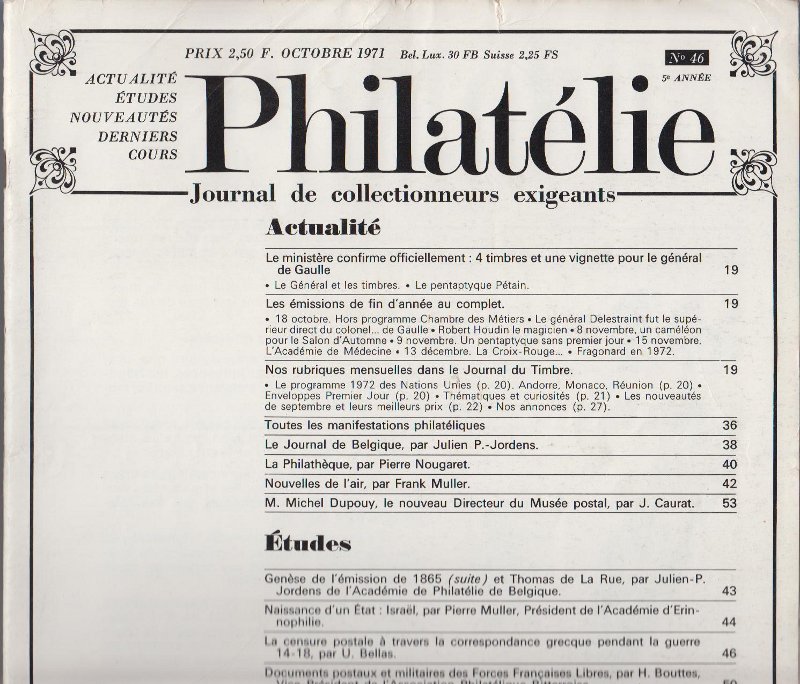 PRIX 2,50 F. OCTOBRE 1971 Bel. Lux. 30 FB Suisse 2,25 FS
Nº 46
5e ANNÉE
ACTUALITÉ
ÉTUDES
NOUVEAUTÉS
DERNIERS
COURS
Philatélie
Journal de collectionneurs exigeants
Actualité
Le ministère confirme officiellement : 4 timbres et une vignette pour le général
de Gaulle 19
• Le Général et les timbres. • Le pentaptyque Pétain.
Les émissions de fin d'année au complet. 19
• 18 octobre. Hors programme Chambre des Métiers • Le général Delestraint fut le supé-
rieur direct du colonel... de Gaulle • Robert Houdin le magicien • 8 novembre, un caméléon
pour le Salon d'Automne • 9 novembre. Un pentaptyque sans premier jour • 15 novembre.
L'Académie de Médecine • 13 décembre. La Croix-Rouge... • Fragonard en 1972.
Nos rubriques mensuelles dans le Journal du Timbre. 19
• Le programme 1972 des Nations Unies (p. 20). Andorre, Monaco, Réunion (p. 20) •
Enveloppes Premier Jour (p. 20) • Thématiques et curiosités (p. 21) • Les nouveautés
de septembre et leurs meilleurs prix (p. 22) • Nos annonces (p. 27).
Toutes les manifestations philatéliques 36
Le Journal de Belgique, par Julien P.-Jordens. 38
La Philathèque, par Pierre Nougaret. 40
Nouvelles de l'air, par Frank Muller. 42
M. Michel Dupouy, le nouveau Directeur du Musée postal, par J. Caurat. 53
Études
Genèse de l'émission de 1865 (suite) et Thomas de La Rue, par Julien-P.
Jordens de l'Académie de Philatélie de Belgique. 43
Naissance d'un État : Israël, par Pierre Muller, Président de l'Académie d'Erin-
nophilie. 44
La censure postale à travers la correspondance grecque pendant la guerre
14-18, par U. Bellas. 46
Documents postaux et militaires des Forces Françaises Libres, par H. Bouttes,
Vice-Président de l'Association Philatélique Biterroise. 50